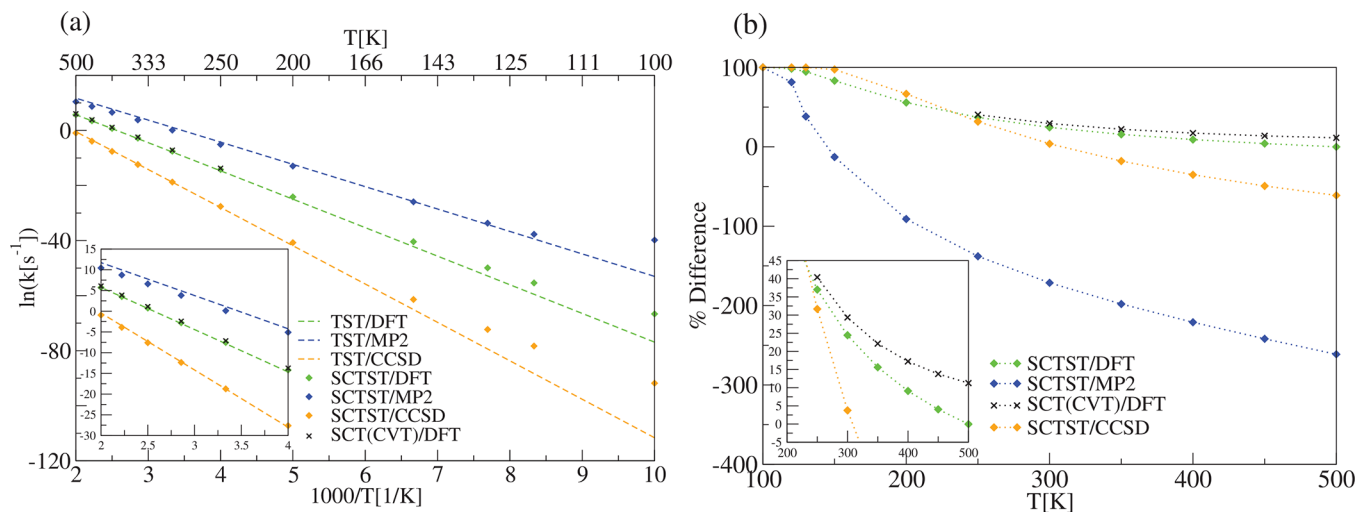 (a)
T[K]
500 333 250 200 166 143 125 111 100
0
-40
-80
-120
ln(k[s⁻¹])
2 3 4 5 6 7 8 9 10
1000/T[1/K]
15
10
5
0
-5
-10
-15
-20
-25
-30
2 2.5 3 3.5 4
TST/DFT
TST/MP2
TST/CCSD
SCTST/DFT
SCTST/MP2
SCTST/CCSD
SCT(CVT)/DFT
(b)
100
0
-100
-200
-300
-400
% Difference
100 200 300 400 500
T[K]
45
40
35
30
25
20
15
10
5
0
-5
200 300 400 500
SCTST/DFT
SCTST/MP2
SCT(CVT)/DFT
SCTST/CCSD